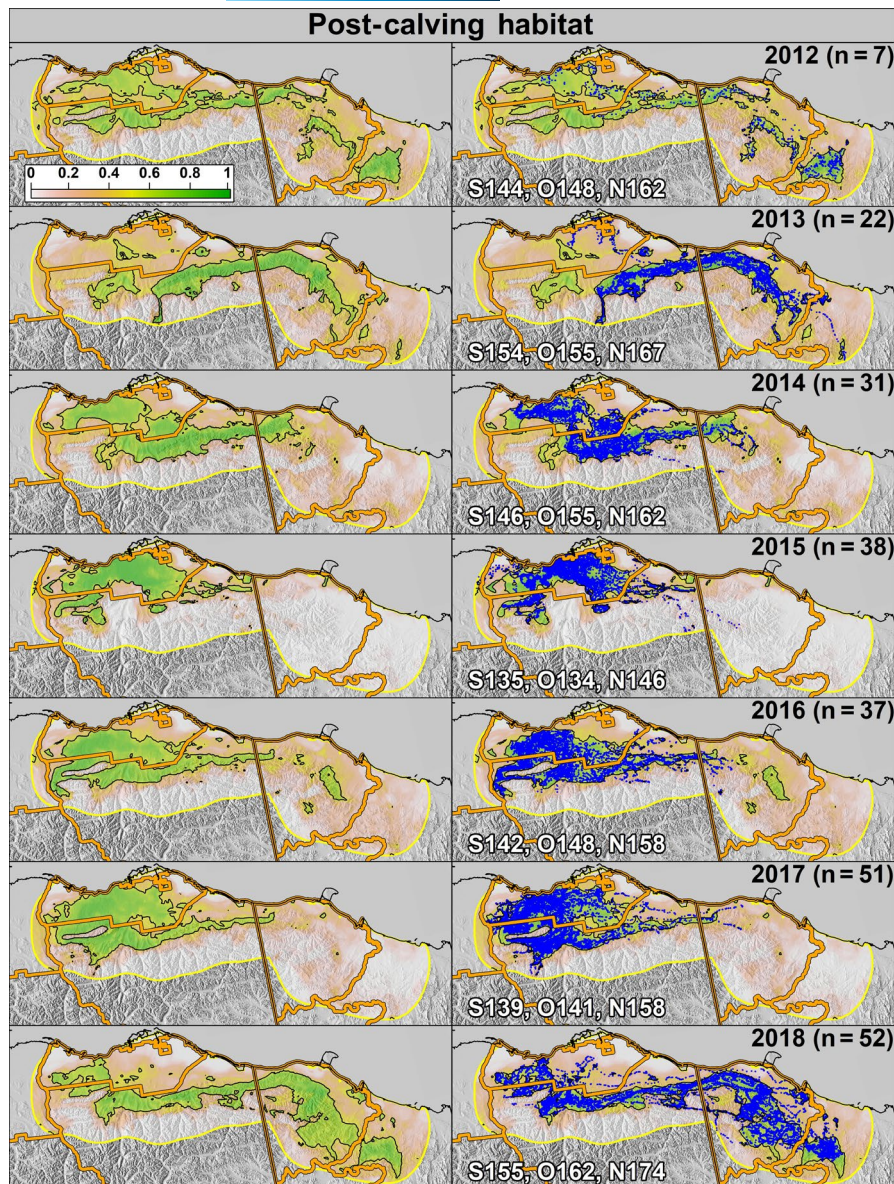 Post-calving habitat
2012 (n = 7)
0 0.2 0.4 0.6 0.8 1
S144, O148, N162
2013 (n = 22)
S154, O155, N167
2014 (n = 31)
S146, O155, N162
2015 (n = 38)
S135, O134, N146
2016 (n = 37)
S142, O148, N158
2017 (n = 51)
S139, O141, N158
2018 (n = 52)
S155, O162, N174